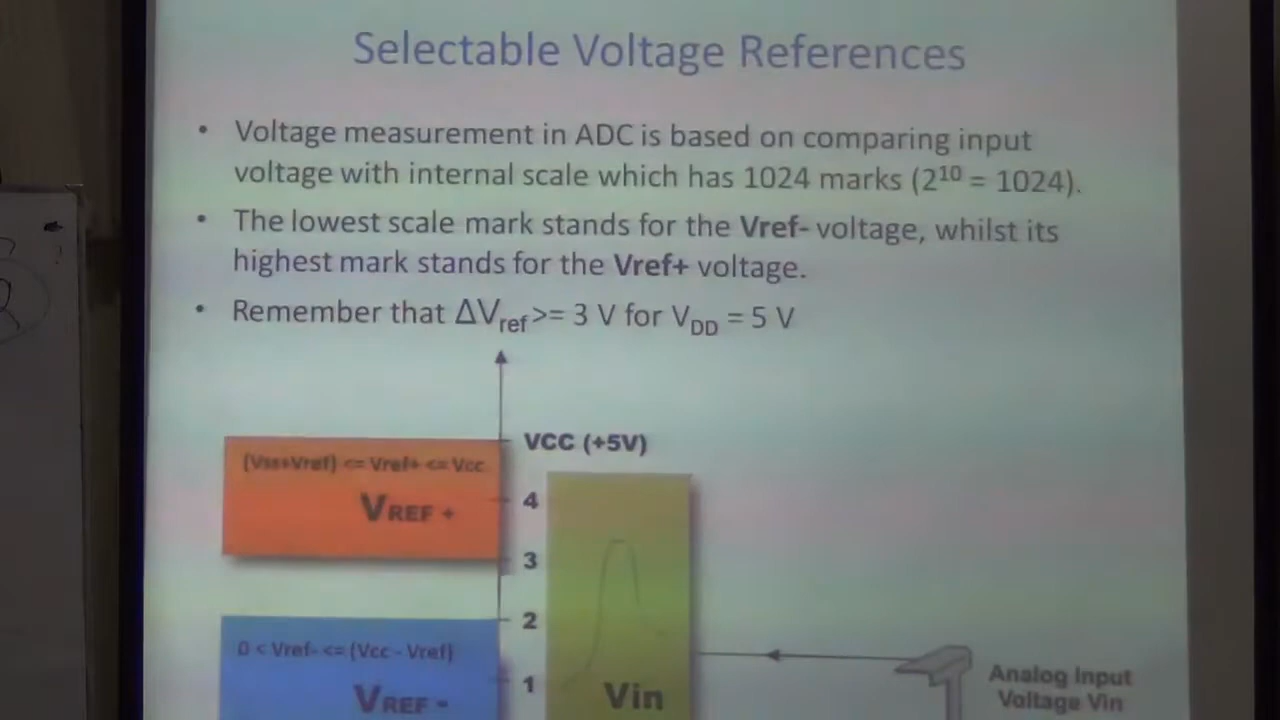 Selectable Voltage References
• Voltage measurement in ADC is based on comparing input
voltage with internal scale which has 1024 marks (2¹⁰ = 1024).
• The lowest scale mark stands for the Vref- voltage, whilst its
highest mark stands for the Vref+ voltage.
• Remember that ΔVref >= 3 V for VDD = 5 V
VCC (+5V)
(Vss+Vref) <= Vref+ <= Vcc
VREF +
4
3
2
0 < Vref- <= (Vcc - Vref)
VREF -
1
Vin
Analog Input
Voltage Vin